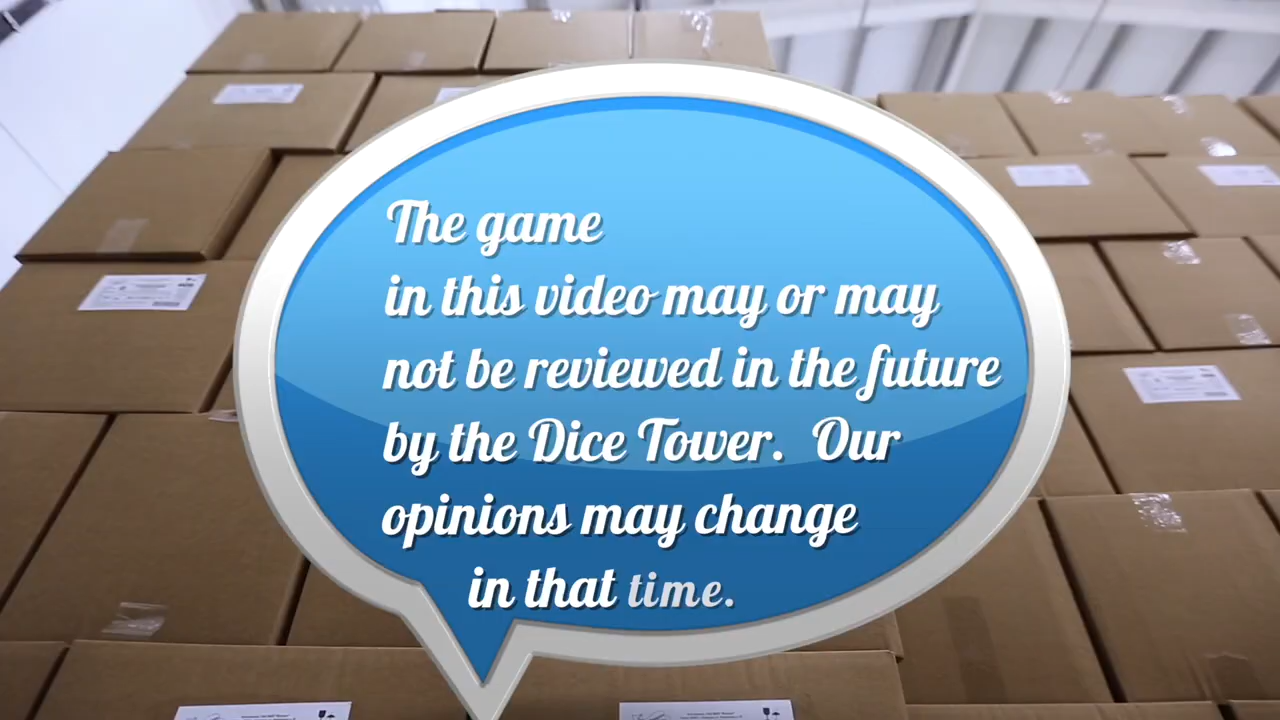 The game
in this video may or may
not be reviewed in the future
by the Dice Tower. Our
opinions may change
in that time.